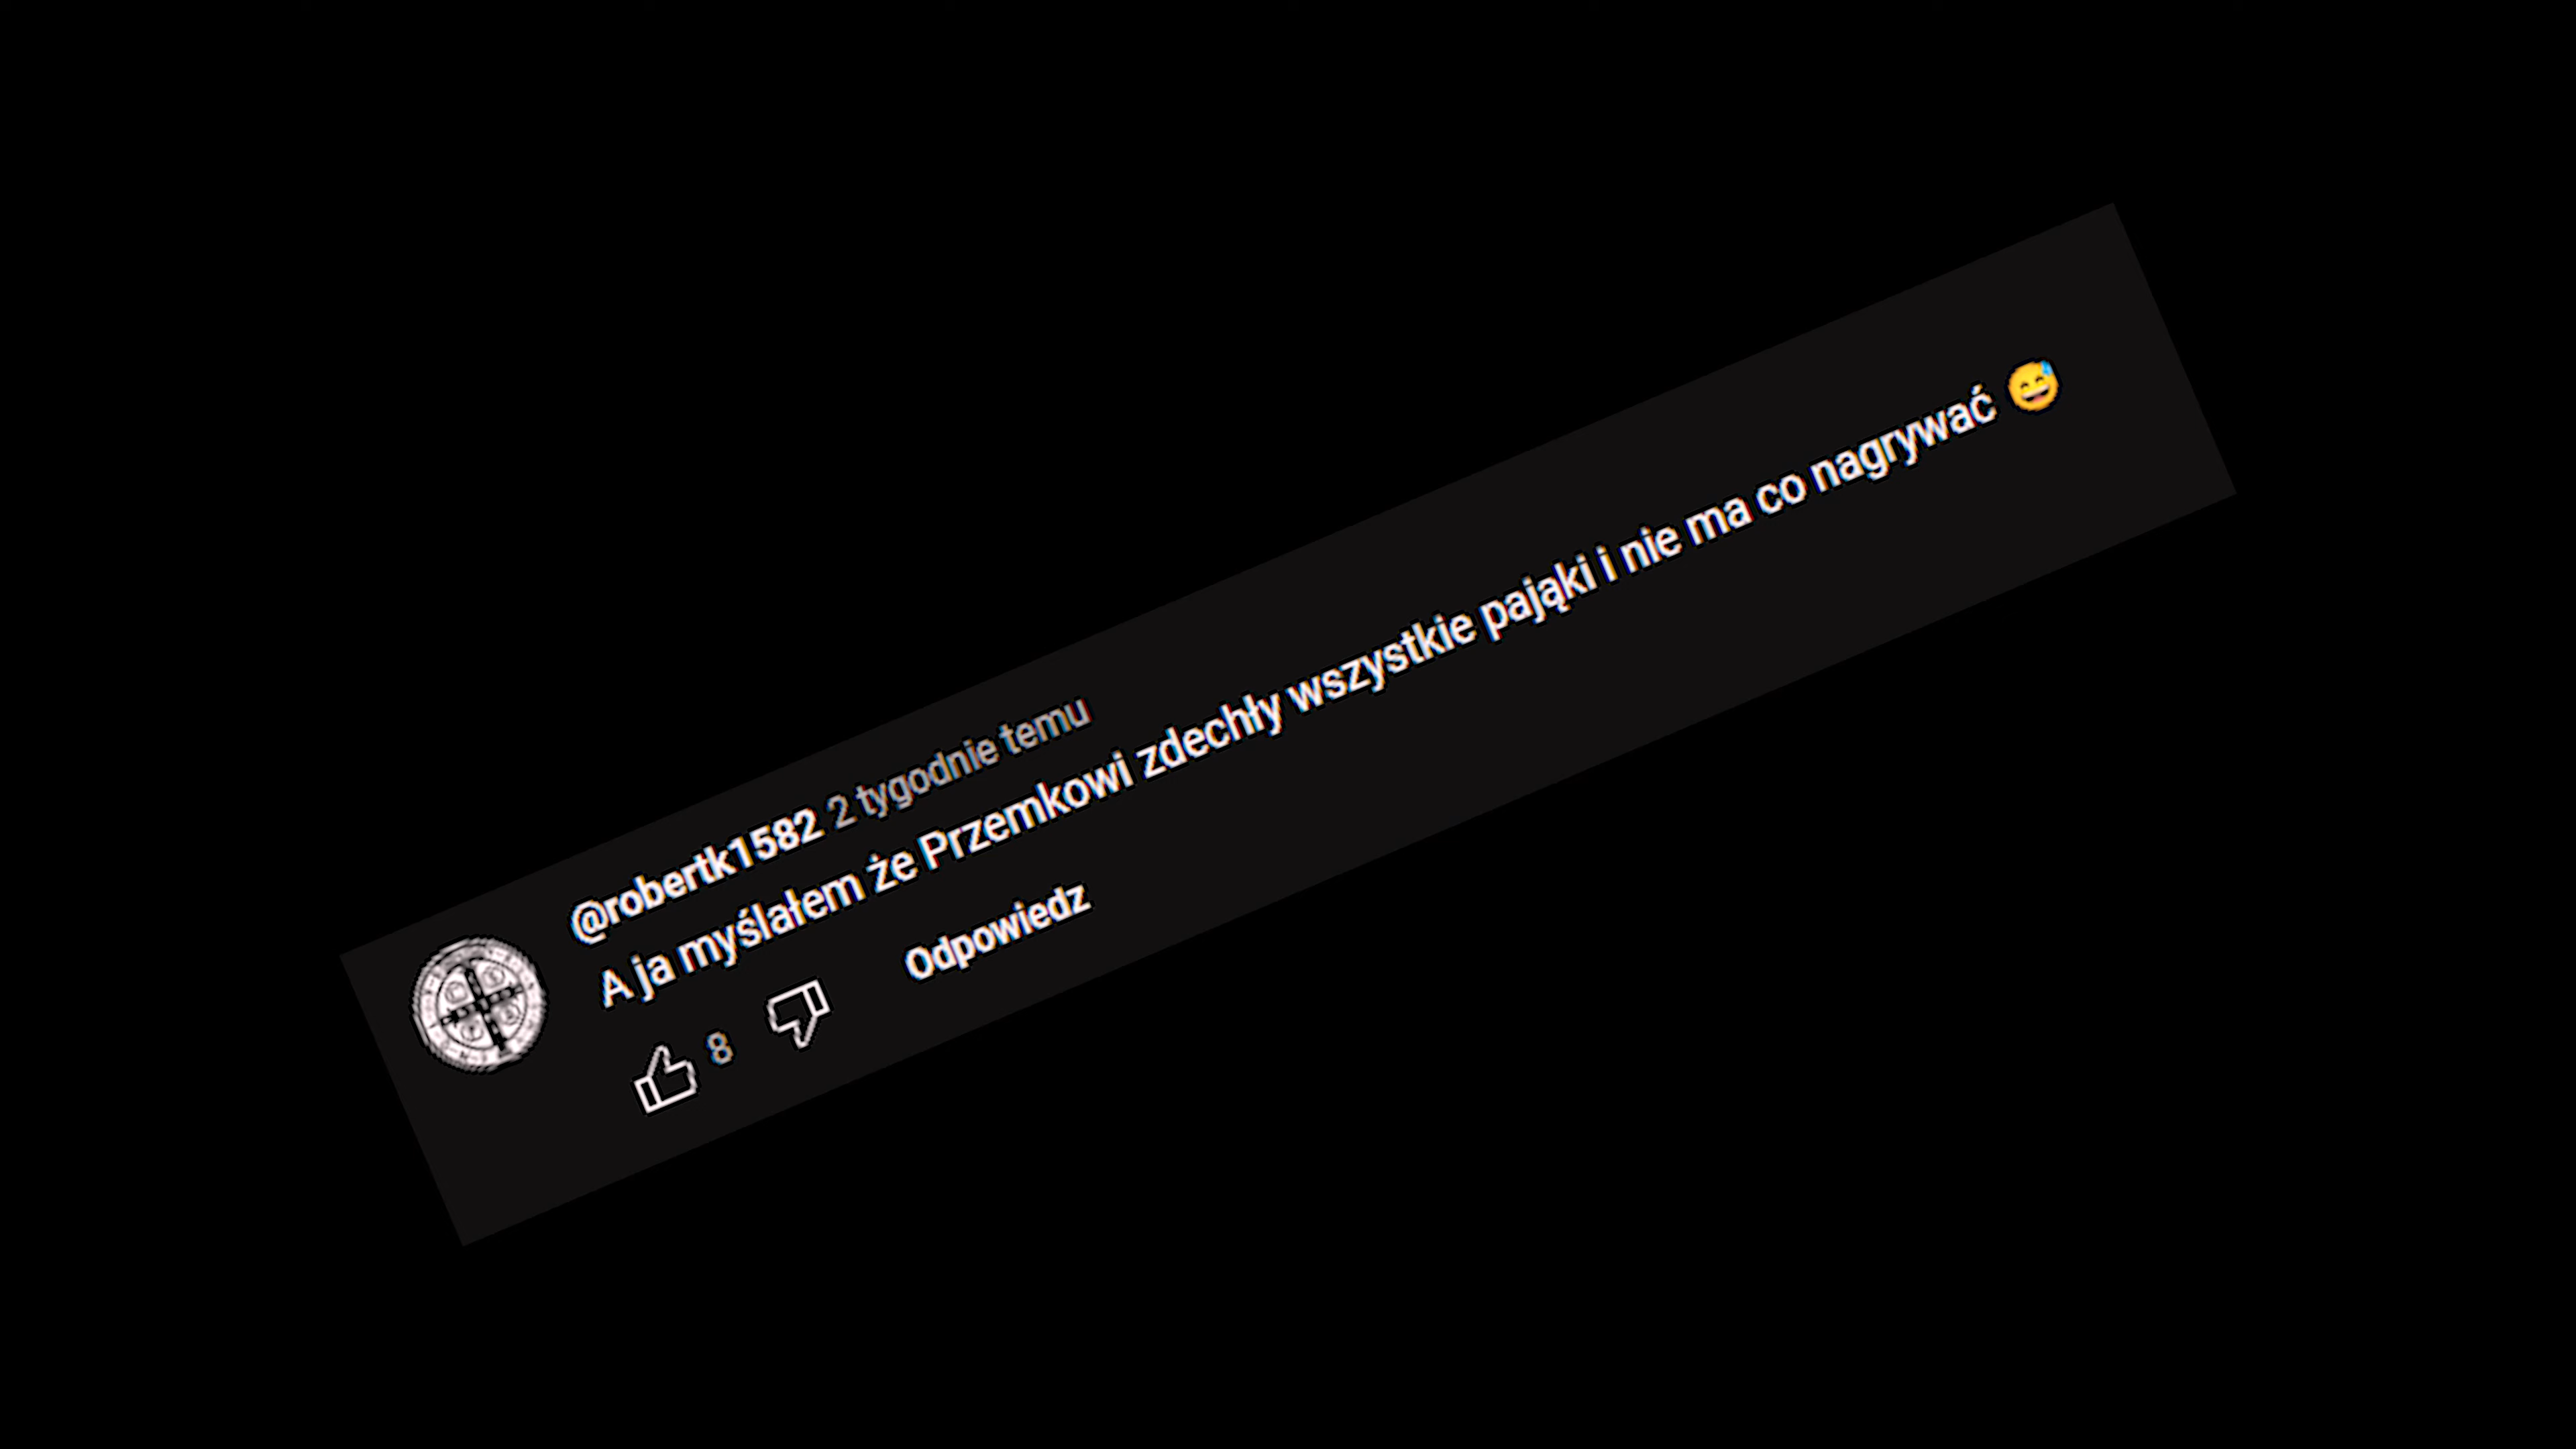 @robertk1582 2 tygodnie temu
A ja myślałem że Przemkowi zdechły wszystkie pająki i nie ma co nagrywać 😅
8 Odpowiedz